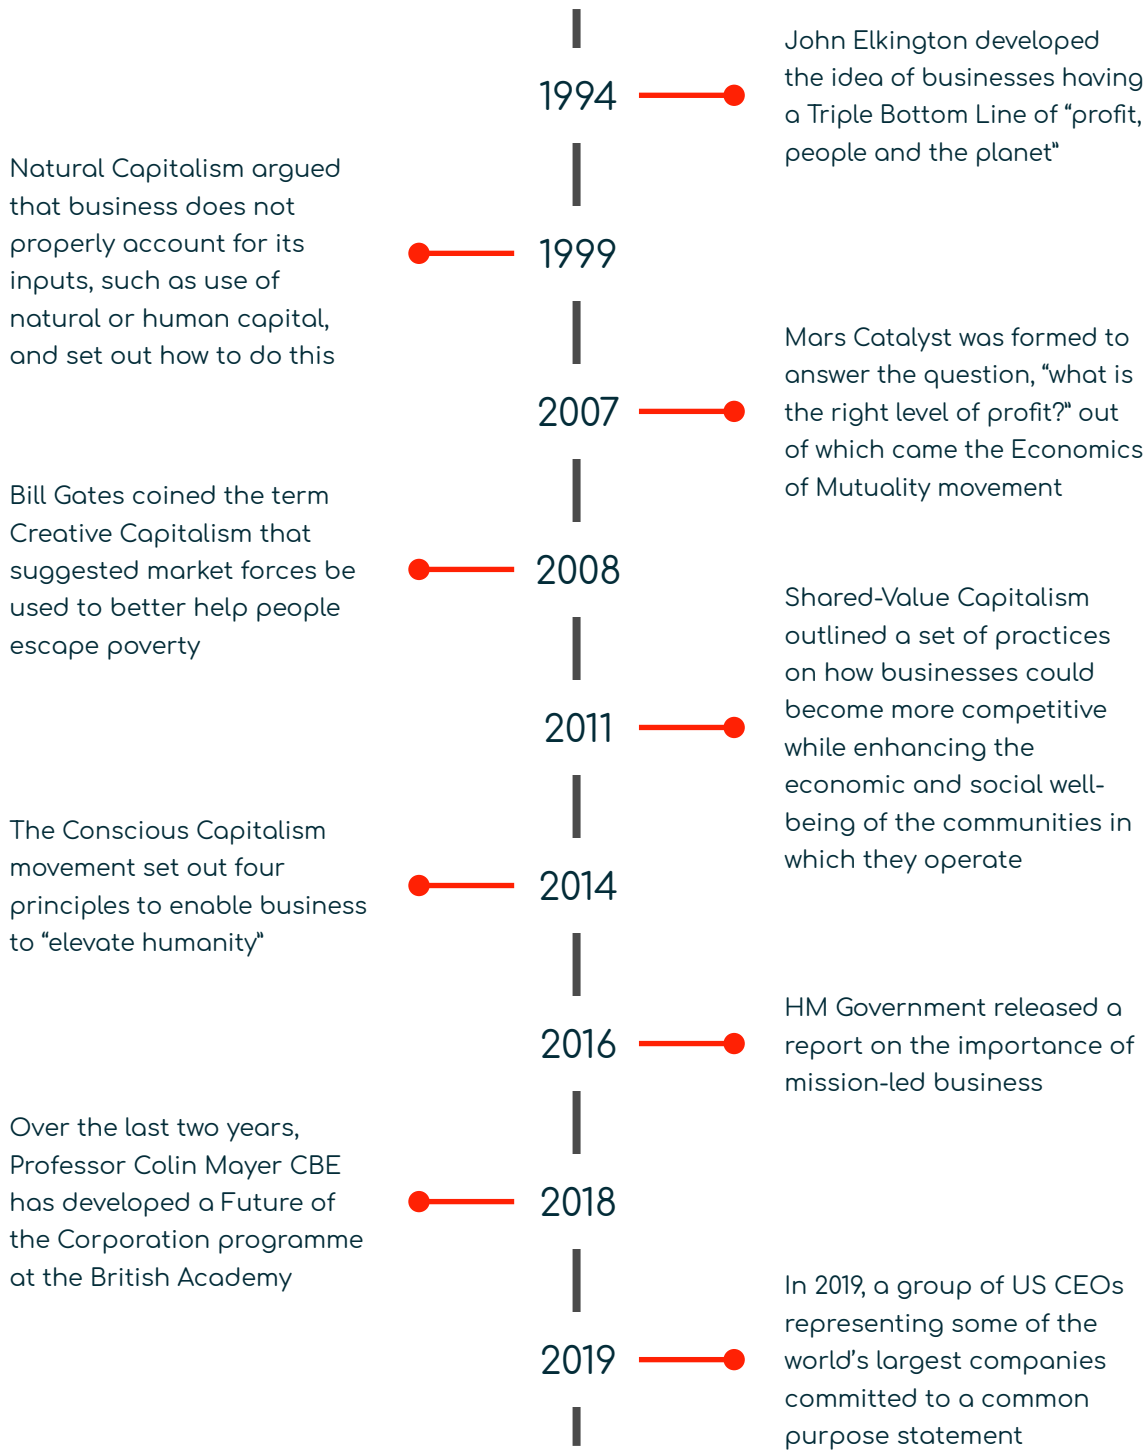 1994
John Elkington developed
the idea of businesses having
a Triple Bottom Line of “profit,
people and the planet”
1999
Natural Capitalism argued
that business does not
properly account for its
inputs, such as use of
natural or human capital,
and set out how to do this
2007
Mars Catalyst was formed to
answer the question, “what is
the right level of profit?” out
of which came the Economics
of Mutuality movement
2008
Bill Gates coined the term
Creative Capitalism that
suggested market forces be
used to better help people
escape poverty
2011
Shared-Value Capitalism
outlined a set of practices
on how businesses could
become more competitive
while enhancing the
economic and social well-
being of the communities in
which they operate
2014
The Conscious Capitalism
movement set out four
principles to enable business
to “elevate humanity”
2016
HM Government released a
report on the importance of
mission-led business
2018
Over the last two years,
Professor Colin Mayer CBE
has developed a Future of
the Corporation programme
at the British Academy
2019
In 2019, a group of US CEOs
representing some of the
world’s largest companies
committed to a common
purpose statement